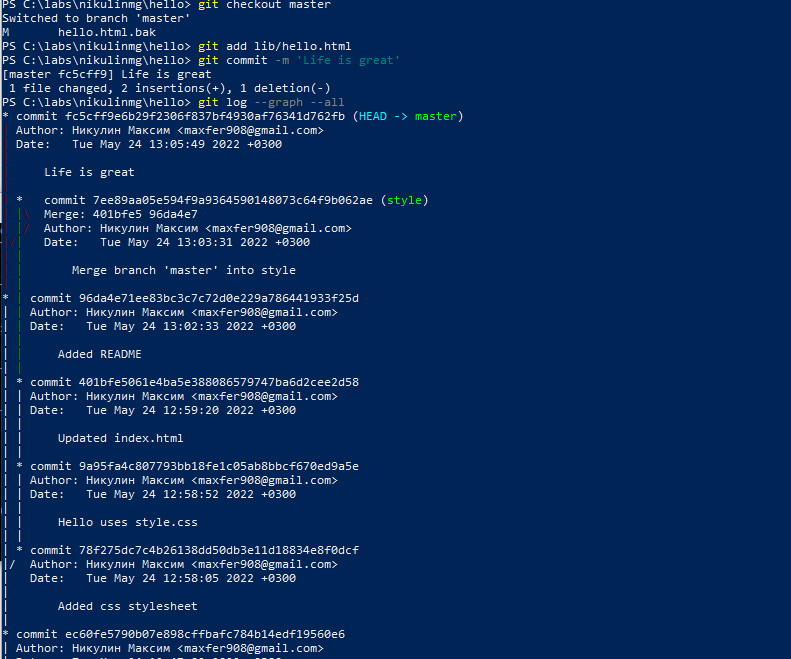 PS C:\labs\nikulinmg\hello> git checkout master
Switched to branch 'master'
M       hello.html.bak
PS C:\labs\nikulinmg\hello> git add lib/hello.html
PS C:\labs\nikulinmg\hello> git commit -m 'Life is great'
[master fc5cff9] Life is great
 1 file changed, 2 insertions(+), 1 deletion(-)
PS C:\labs\nikulinmg\hello> git log --graph --all
* commit fc5cff9e6b29f2306f837bf4930af76341d762fb (HEAD -> master)
  Author: Никулин Максим <maxfer908@gmail.com>
  Date:   Tue May 24 13:05:49 2022 +0300

      Life is great

  *   commit 7ee89aa05e594f9a9364590148073c64f9b062ae (style)
  |\  Merge: 401bfe5 96da4e7
  | / Author: Никулин Максим <maxfer908@gmail.com>
 /|   Date:   Tue May 24 13:03:31 2022 +0300
  |
  |       Merge branch 'master' into style
  |
* | commit 96da4e71ee83bc3c7c72d0e229a786441933f25d
| | Author: Никулин Максим <maxfer908@gmail.com>
| | Date:   Tue May 24 13:02:33 2022 +0300
| |
| |     Added README
| |
| * commit 401bfe5061e4ba5e388086579747ba6d2cee2d58
| | Author: Никулин Максим <maxfer908@gmail.com>
| | Date:   Tue May 24 12:59:20 2022 +0300
| |
| |     Updated index.html
| |
| * commit 9a95fa4c807793bb18fe1c05ab8bbcf670ed9a5e
| | Author: Никулин Максим <maxfer908@gmail.com>
| | Date:   Tue May 24 12:58:52 2022 +0300
| |
| |     Hello uses style.css
| |
| * commit 78f275dc7c4b26138dd50db3e11d18834e8f0dcf
|/  Author: Никулин Максим <maxfer908@gmail.com>
|   Date:   Tue May 24 12:58:05 2022 +0300
|
|       Added css stylesheet
|
* commit ec60fe5790b07e898cffbafc784b14edf19560e6
| Author: Никулин Максим <maxfer908@gmail.com>